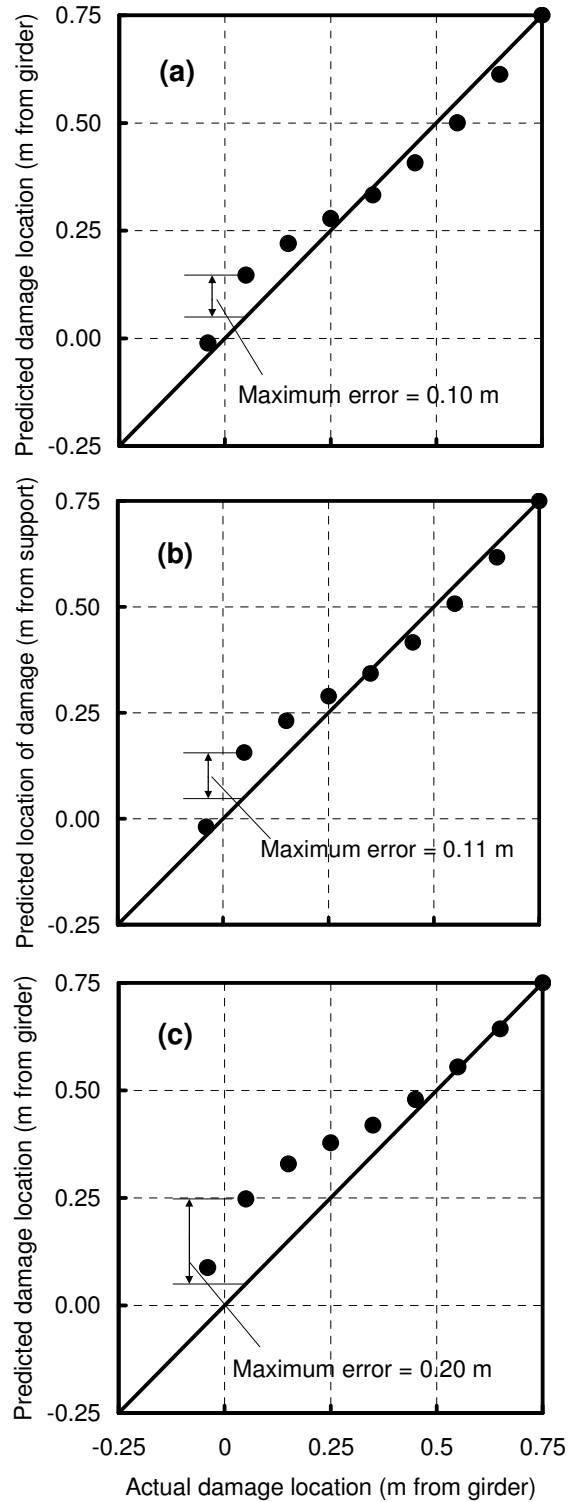 Predicted damage location (m from girder)
0.75
0.50
0.25
0.00
-0.25
(a)
Maximum error = 0.10 m
Predicted location of damage (m from support)
0.75
0.50
0.25
0.00
-0.25
(b)
Maximum error = 0.11 m
Predicted damage location (m from girder)
0.75
0.50
0.25
0.00
-0.25
(c)
Maximum error = 0.20 m
-0.25 0 0.25 0.5 0.75
Actual damage location (m from girder)